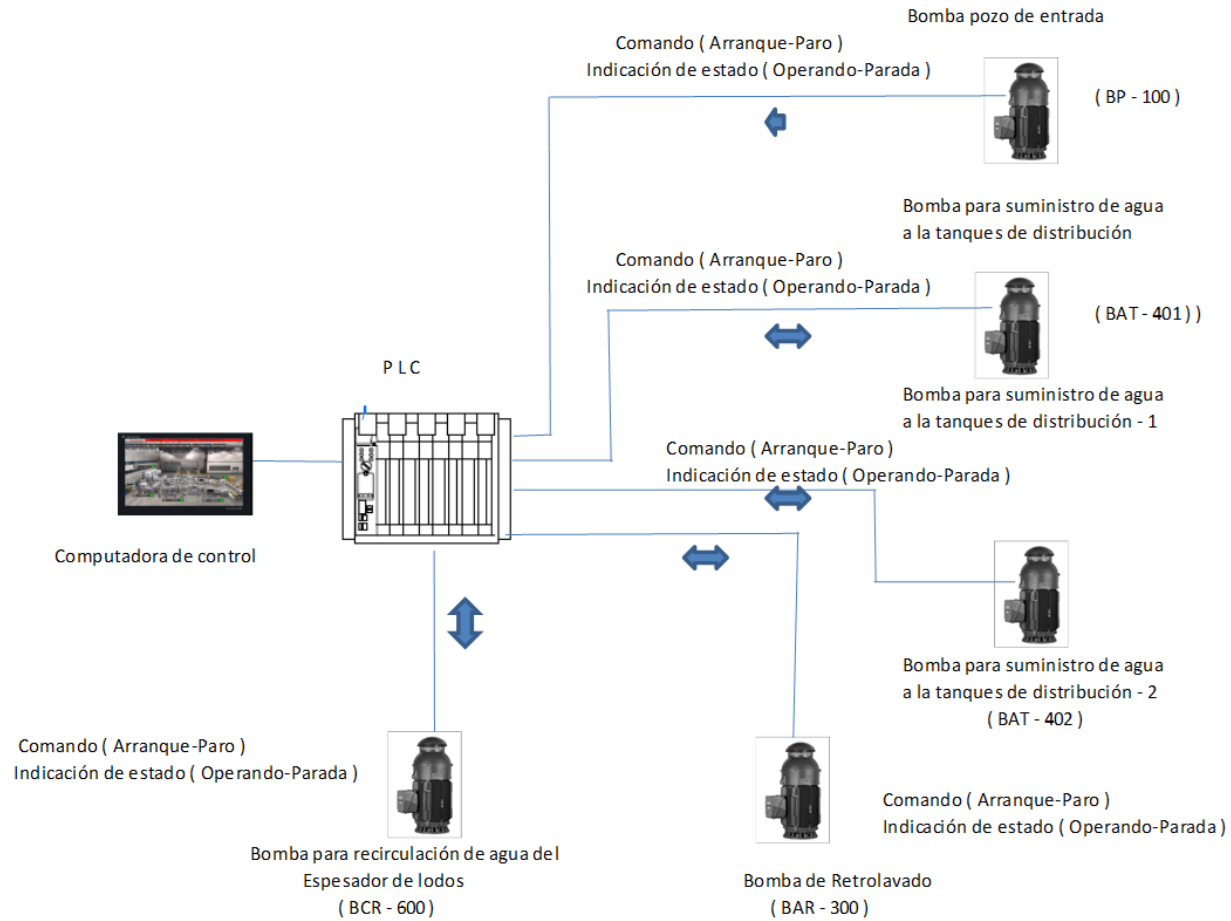 Bomba pozo de entrada
Comando ( Arranque-Paro )
Indicación de estado ( Operando-Parada )
( BP - 100 )
Bomba para suministro de agua
a la tanques de distribución
Comando ( Arranque-Paro )
Indicación de estado ( Operando-Parada )
( BAT - 401 ) )
P L C
Bomba para suministro de agua
a la tanques de distribución - 1
Comando ( Arranque-Paro )
Indicación de estado ( Operando-Parada )
Computadora de control
Bomba para suministro de agua
a la tanques de distribución - 2
( BAT - 402 )
Comando ( Arranque-Paro )
Indicación de estado ( Operando-Parada )
Comando ( Arranque-Paro )
Indicación de estado ( Operando-Parada )
Bomba para recirculación de agua del
Espesador de lodos
( BCR - 600 )
Bomba de Retrolavado
( BAR - 300 )